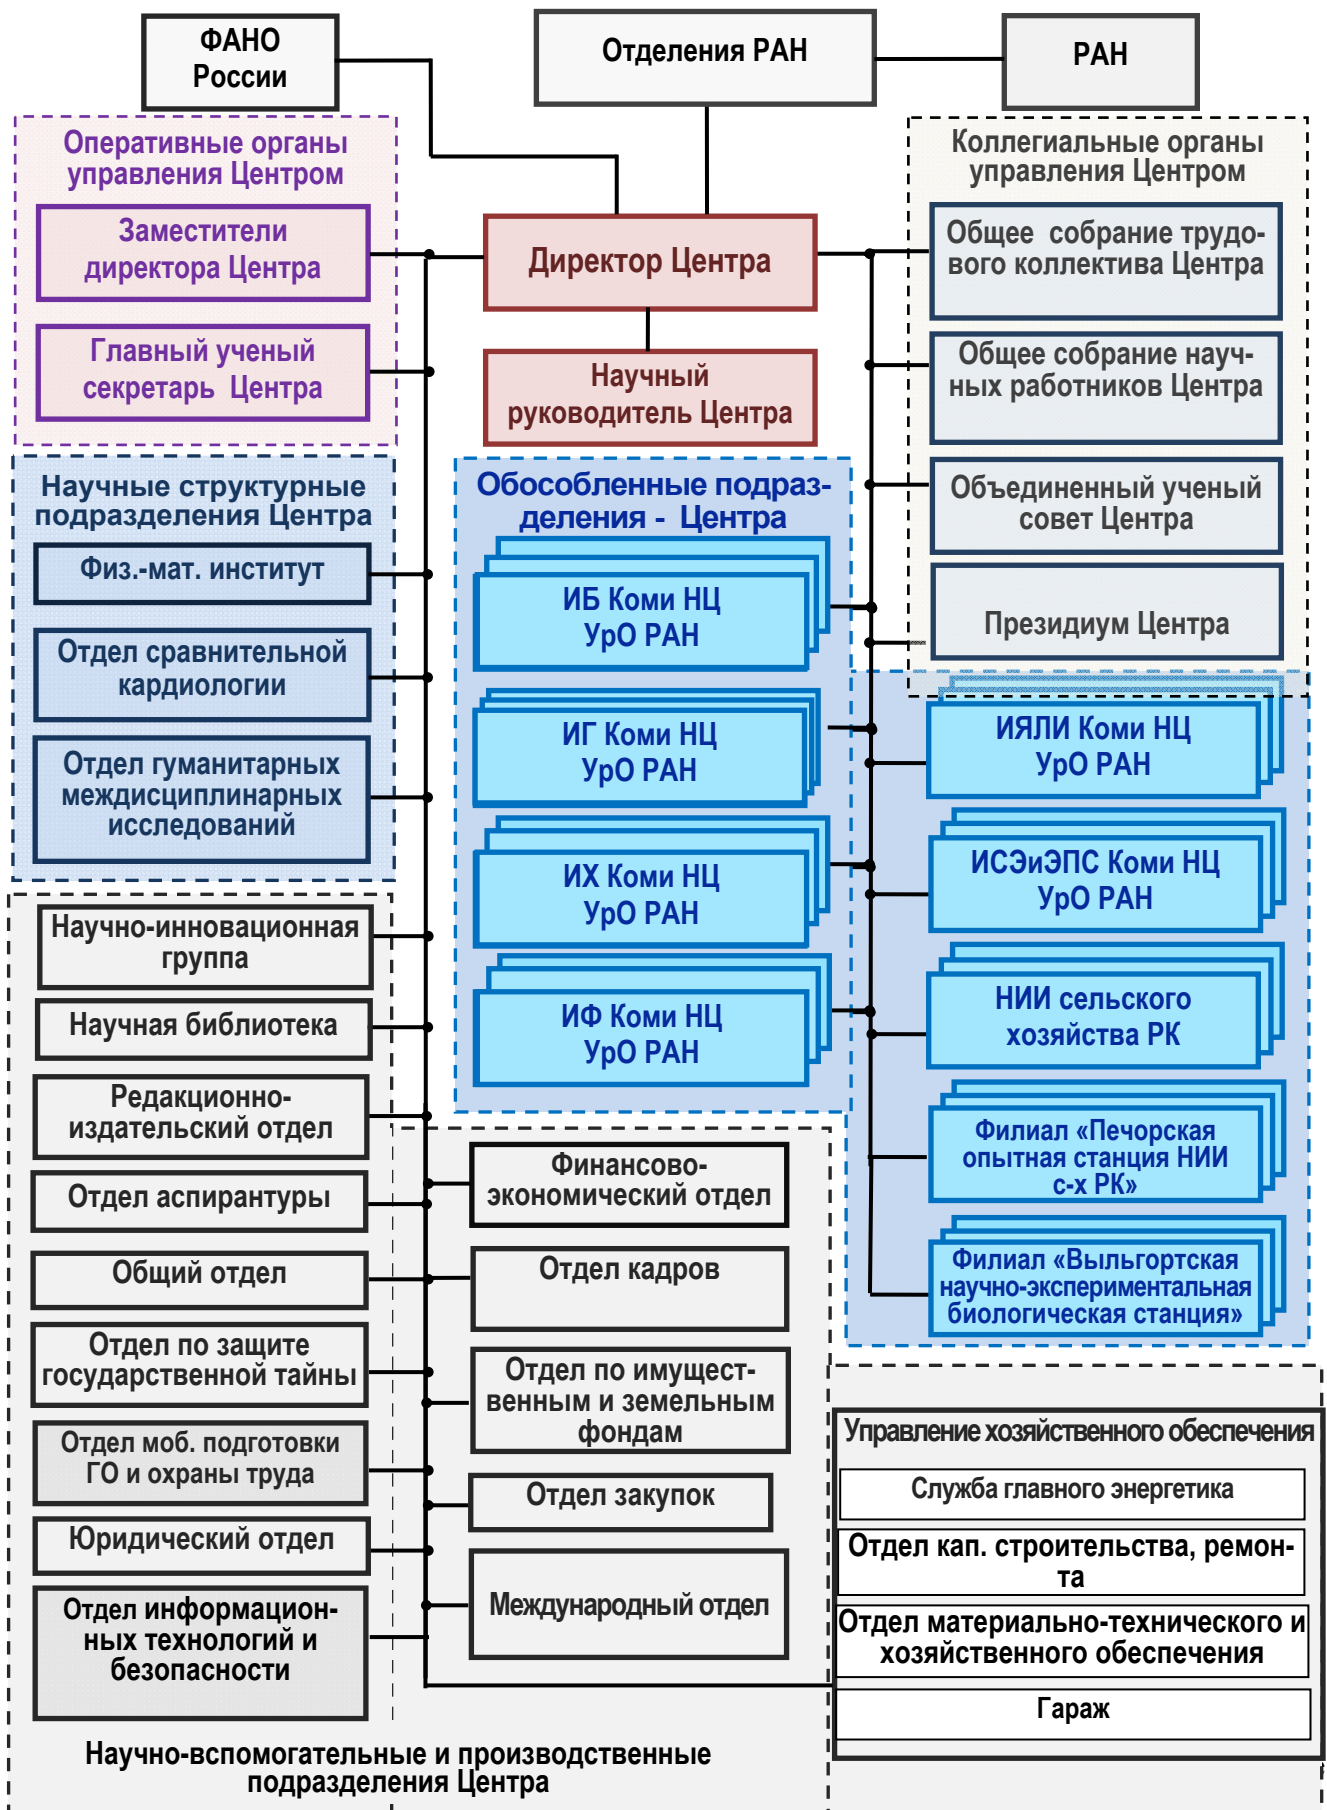 ФАНО
России
Отделения РАН
РАН
Оперативные органы
управления Центром
Заместители
директора Центра
Главный ученый
секретарь Центра
Директор Центра
Научный
руководитель Центра
Коллегиальные органы
управления Центром
Общее собрание трудо-
вого коллектива Центра
Общее собрание науч-
ных работников Центра
Объединенный ученый
совет Центра
Президиум Центра
Научные структурные
подразделения Центра
Физ.-мат. институт
Отдел сравнительной
кардиологии
Отдел гуманитарных
междисциплинарных
исследований
Обособленные подраз-
деления - Центра
ИБ Коми НЦ
УрО РАН
ИГ Коми НЦ
УрО РАН
ИХ Коми НЦ
УрО РАН
ИФ Коми НЦ
УрО РАН
ИЯЛИ Коми НЦ
УрО РАН
ИСЭиЭПС Коми НЦ
УрО РАН
НИИ сельского
хозяйства РК
Филиал «Печорская
опытная станция НИИ
с-х РК»
Филиал «Выльгортская
научно-экспериментальная
биологическая станция»
Научно-инновационная
группа
Научная библиотека
Редакционно-
издательский отдел
Отдел аспирантуры
Общий отдел
Отдел по защите
государственной тайны
Отдел моб. подготовки
ГО и охраны труда
Юридический отдел
Отдел информацион-
ных технологий и
безопасности
Финансово-
экономический отдел
Отдел кадров
Отдел по имущест-
венным и земельным
фондам
Отдел закупок
Международный отдел
Управление хозяйственного обеспечения
Служба главного энергетика
Отдел кап. строительства, ремон-
та
Отдел материально-технического и
хозяйственного обеспечения
Гараж
Научно-вспомогательные и производственные
подразделения Центра